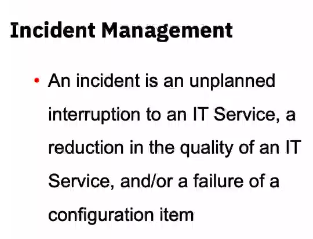 Incident Management
• An incident is an unplanned
interruption to an IT Service, a
reduction in the quality of an IT
Service, and/or a failure of a
configuration item